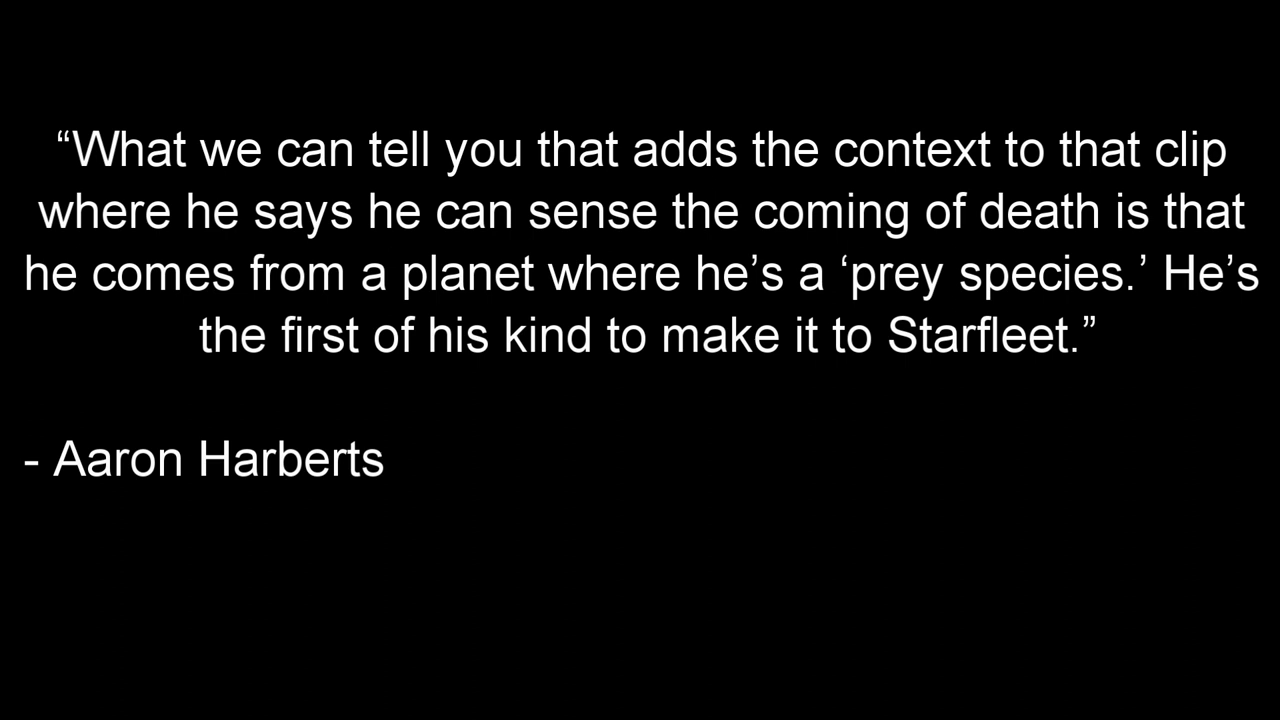 “What we can tell you that adds the context to that clip
where he says he can sense the coming of death is that
he comes from a planet where he’s a ‘prey species.’ He’s
the first of his kind to make it to Starfleet.”
- Aaron Harberts